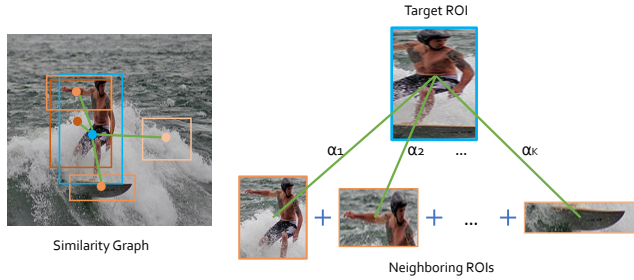 Target ROI
α1
α2
...
αK
+
+
...
+
Similarity Graph
Neighboring ROIs